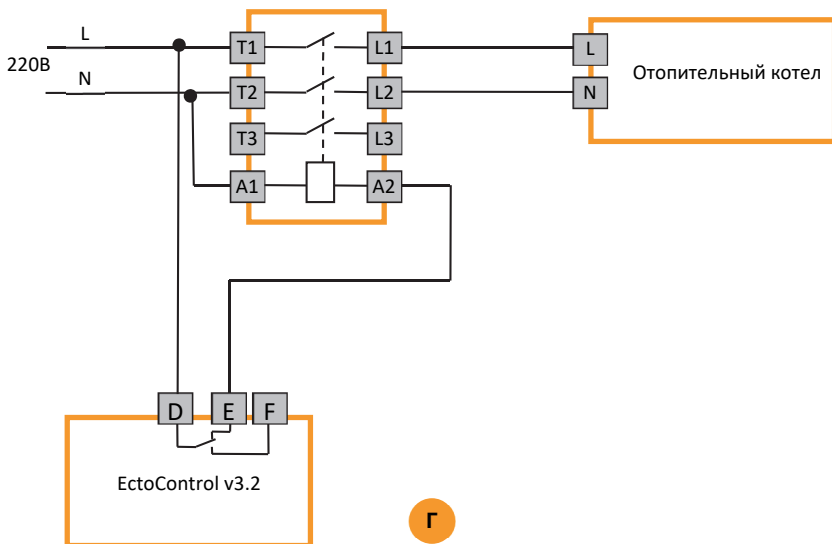 L
220В
N
T1
L1
T2
L2
T3
L3
A1
A2
L
N
Отопительный котел
D
E
F
EctoControl v3.2
Г